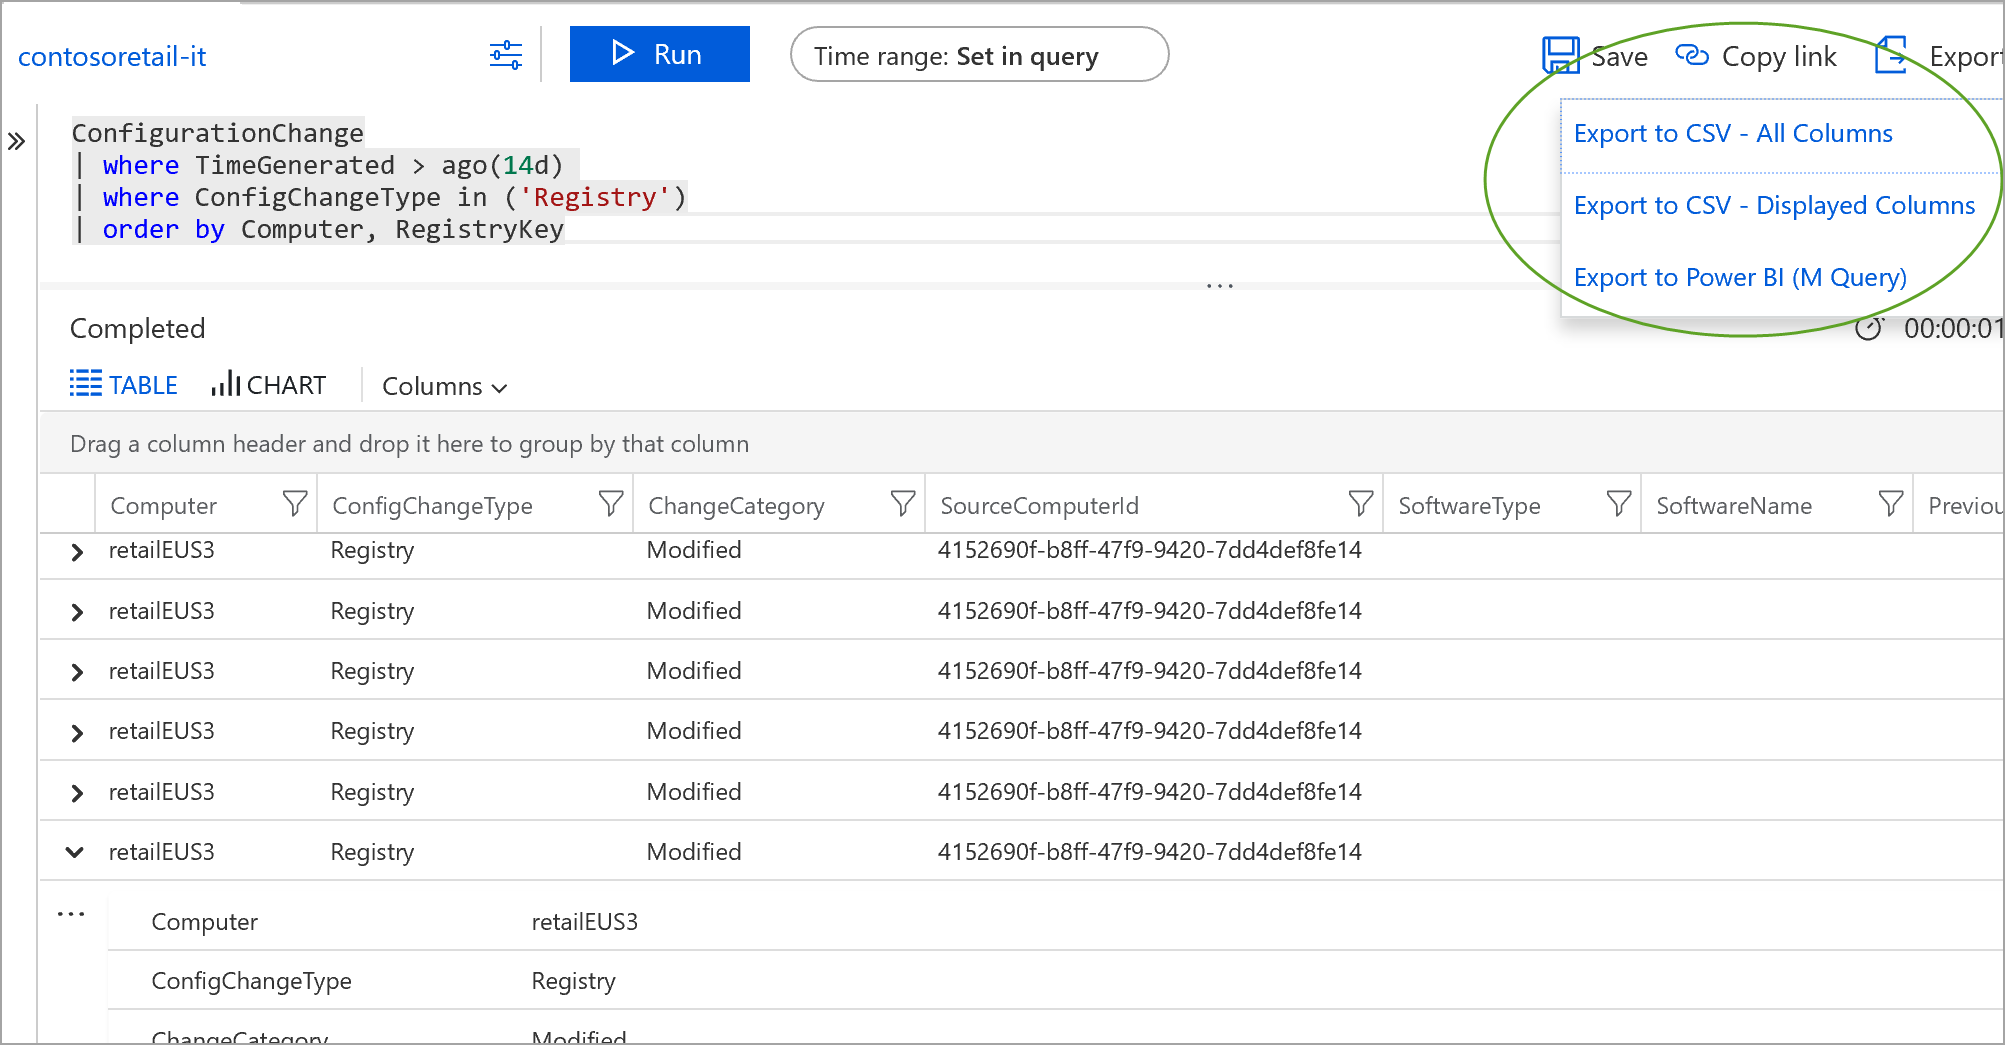 contosoretail-it
Run
Time range: Set in query
Save
Copy link
Export
ConfigurationChange
| where TimeGenerated > ago(14d)
| where ConfigChangeType in ('Registry')
| order by Computer, RegistryKey
Export to CSV - All Columns
Export to CSV - Displayed Columns
Export to Power BI (M Query)
...
Completed
00:00:01
TABLE
CHART
Columns
Drag a column header and drop it here to group by that column
Computer ConfigChangeType ChangeCategory SourceComputerId SoftwareType SoftwareName Previou
retailEUS3 Registry Modified 4152690f-b8ff-47f9-9420-7dd4def8fe14
retailEUS3 Registry Modified 4152690f-b8ff-47f9-9420-7dd4def8fe14
retailEUS3 Registry Modified 4152690f-b8ff-47f9-9420-7dd4def8fe14
retailEUS3 Registry Modified 4152690f-b8ff-47f9-9420-7dd4def8fe14
retailEUS3 Registry Modified 4152690f-b8ff-47f9-9420-7dd4def8fe14
retailEUS3 Registry Modified 4152690f-b8ff-47f9-9420-7dd4def8fe14
...
Computer retailEUS3
ConfigChangeType Registry
ChangeCategory Modified